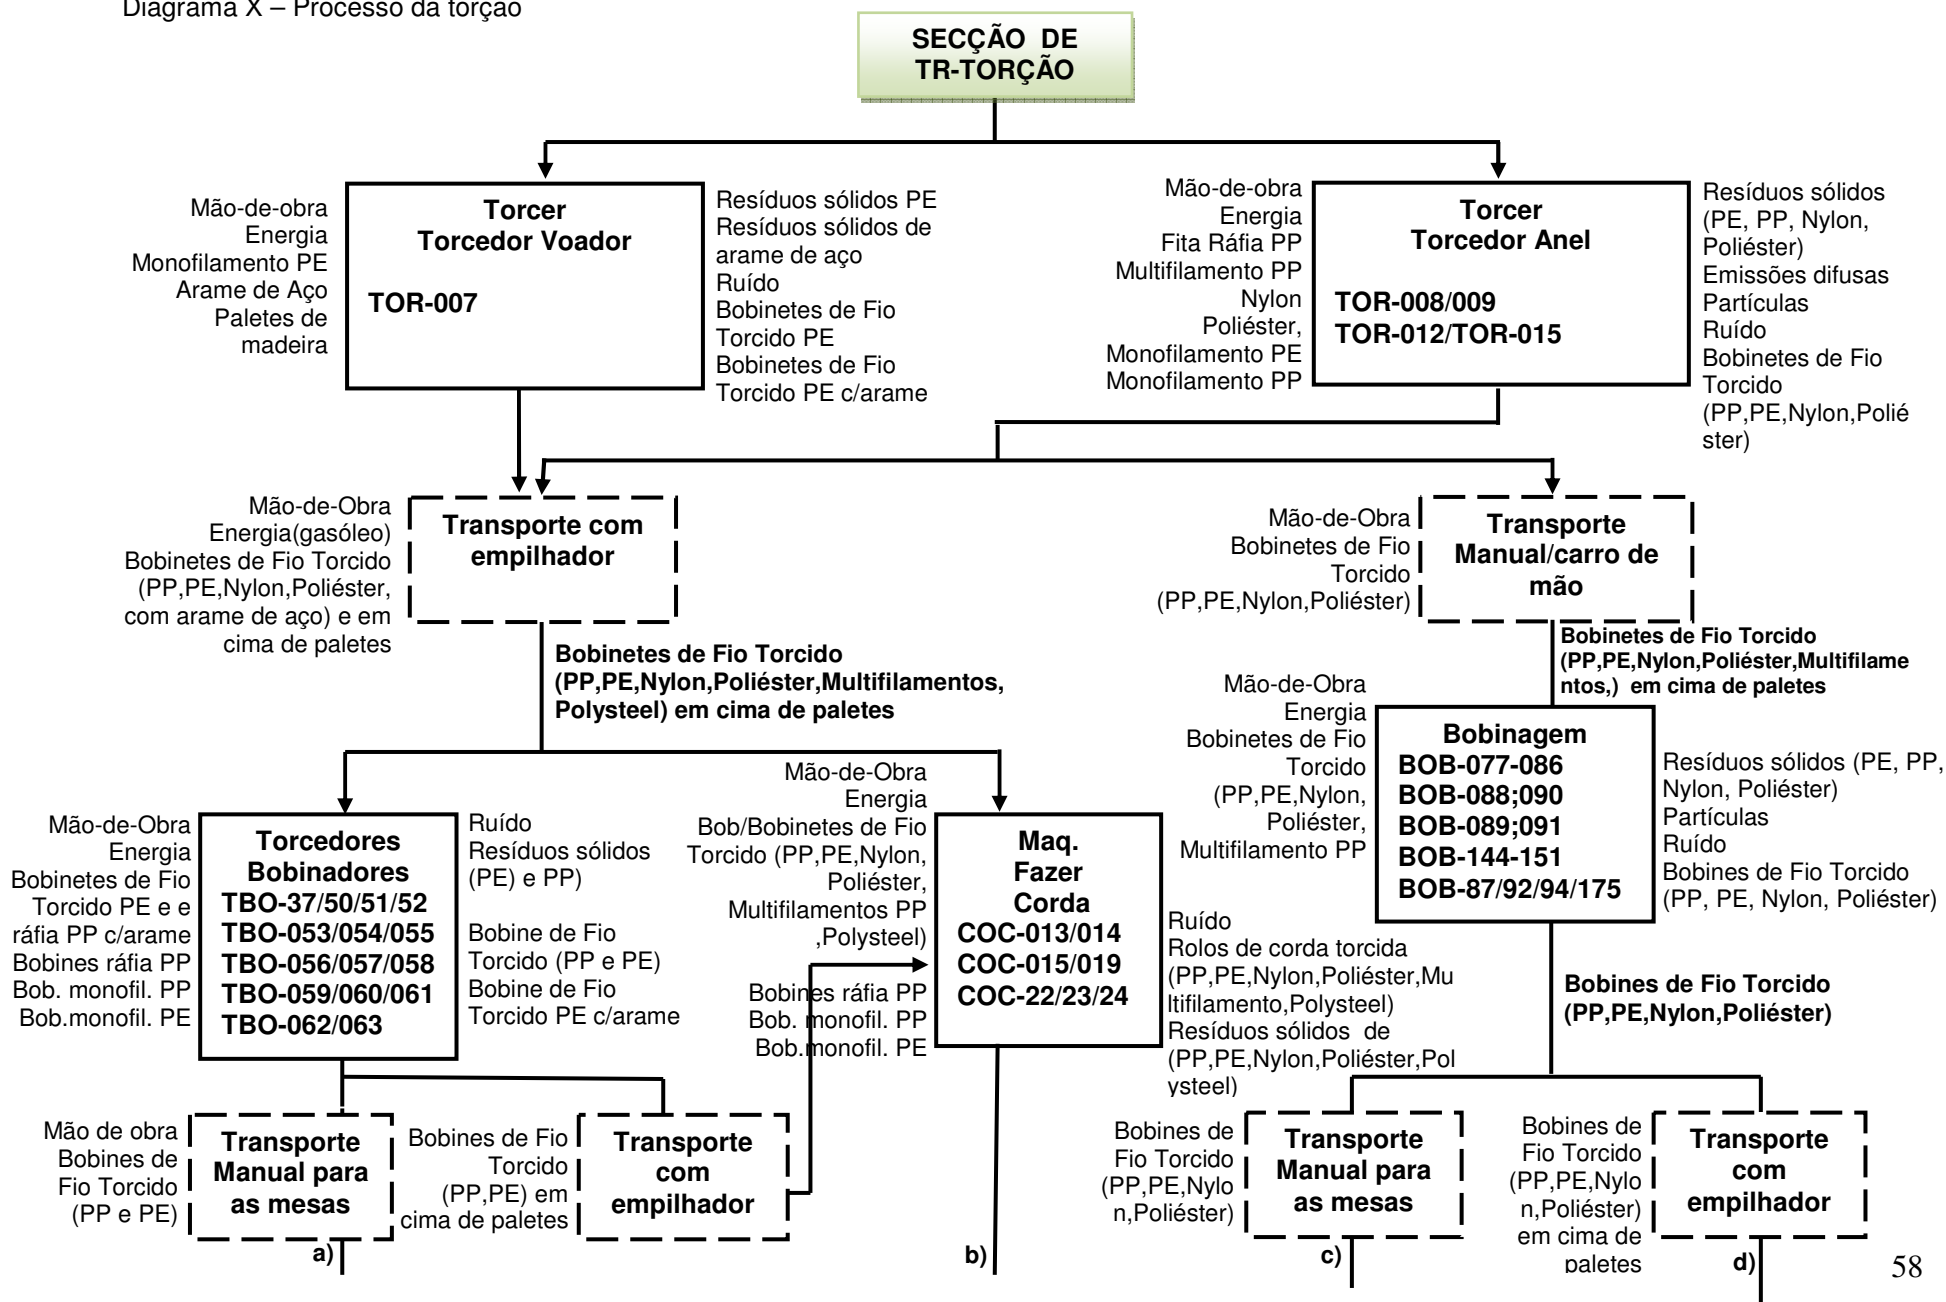 Diagrama X – Processo da torção
SECÇÃO DE
TR-TORÇÃO
Mão-de-obra
Energia
Monofilamento PE
Arame de Aço
Paletes de
madeira
Torcer
Torcedor Voador
TOR-007
Resíduos sólidos PE
Resíduos sólidos de
arame de aço
Ruído
Bobinetes de Fio
Torcido PE
Bobinetes de Fio
Torcido PE c/arame
Mão-de-obra
Energia
Fita Ráfia PP
Multifilamento PP
Nylon
Poliéster,
Monofilamento PE
Monofilamento PP
Torcer
Torcedor Anel
TOR-008/009
TOR-012/TOR-015
Resíduos sólidos
(PE, PP, Nylon,
Poliéster)
Emissões difusas
Partículas
Ruído
Bobinetes de Fio
Torcido
(PP,PE,Nylon,Polié
ster)
Mão-de-Obra
Energia(gasóleo)
Bobinetes de Fio Torcido
(PP,PE,Nylon,Poliéster,
com arame de aço) e em
cima de paletes
Transporte com
empilhador
Bobinetes de Fio Torcido
(PP,PE,Nylon,Poliéster,Multifilamentos,
Polysteel) em cima de paletes
Mão-de-Obra
Bobinetes de Fio
Torcido
(PP,PE,Nylon,Poliéster)
Transporte
Manual/carro de
mão
Bobinetes de Fio Torcido
(PP,PE,Nylon,Poliéster,Multifilame
ntos,) em cima de paletes
Mão-de-Obra
Energia
Bobinetes de Fio
Torcido PE e e
ráfia PP c/arame
Bobines ráfia PP
Bob. monofil. PP
Bob.monofil. PE
Torcedores
Bobinadores
TBO-37/50/51/52
TBO-053/054/055
TBO-056/057/058
TBO-059/060/061
TBO-062/063
Ruído
Resíduos sólidos
(PE) e PP)
Bobine de Fio
Torcido (PP e PE)
Bobine de Fio
Torcido PE c/arame
Mão-de-Obra
Energia
Bob/Bobinetes de Fio
Torcido (PP,PE,Nylon,
Poliéster,
Multifilamentos PP
,Polysteel)
Bobines ráfia PP
Bob. monofil. PP
Bob.monofil. PE
Maq.
Fazer
Corda
COC-013/014
COC-015/019
COC-22/23/24
Ruído
Rolos de corda torcida
(PP,PE,Nylon,Poliéster,Mu
ltifilamento,Polysteel)
Resíduos sólidos de
(PP,PE,Nylon,Poliéster,Pol
ysteel)
Mão-de-Obra
Energia
Bobinetes de Fio
Torcido
(PP,PE,Nylon,
Poliéster,
Multifilamento PP
Bobinagem
BOB-077-086
BOB-088;090
BOB-089;091
BOB-144-151
BOB-87/92/94/175
Resíduos sólidos (PE, PP,
Nylon, Poliéster)
Partículas
Ruído
Bobines de Fio Torcido
(PP, PE, Nylon, Poliéster)
Bobines de Fio Torcido
(PP,PE,Nylon,Poliéster)
Mão de obra
Bobines de
Fio Torcido
(PP e PE)
Transporte
Manual para
as mesas
a)
Bobines de Fio
Torcido
(PP,PE) em
cima de paletes
Transporte
com
empilhador
b)
Bobines de
Fio Torcido
(PP,PE,Nylo
n,Poliéster)
Transporte
Manual para
as mesas
c)
Bobines de
Fio Torcido
(PP,PE,Nylo
n,Poliéster)
em cima de
paletes
Transporte
com
empilhador
d)
58